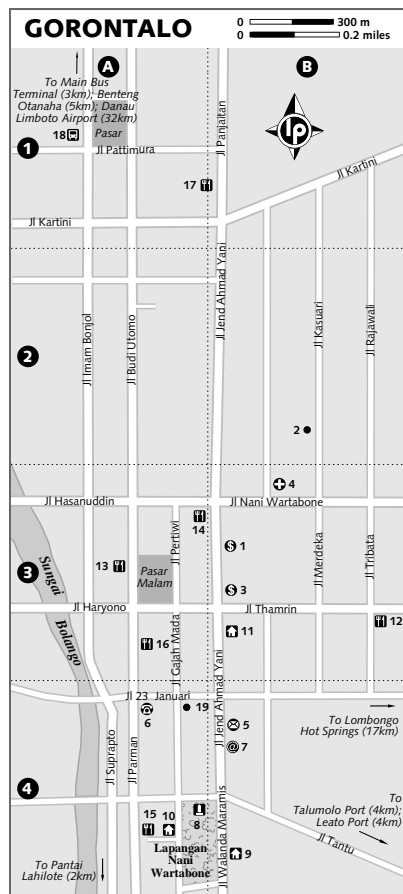 GORONTALO
0 300 m
0 0.2 miles
A
B
To Main Bus
Terminal (3km); Benteng
Otanaha (5km); Danau
Limboto Airport (32km)
18
Pasar
1
Jl Pattimura
Jl Panjaitan
lp
17
Jl Kartini
Jl Kartini
Jl Jend Ahmad Yani
Jl Imam Bonjol
Jl Budi Utomo
Jl Kasuari
Jl Rajawali
2
2
4
Jl Hasanuddin
Jl Nani Wartabone
14
Jl Pertiwi
$ 1
Jl Merdeka
Jl Tribata
Sungai
Bolango
3
13
Pasar
Malam
$ 3
Jl Haryono
Jl Thamrin
12
11
16
Jl Gajah Mada
Jl Jend Ahmad Yani
Jl 23 Januari
6
19
5
@ 7
To Lombongo
Hot Springs (17km)
Jl Suprapto
Jl Parman
4
To
Talumolo Port (4km);
Leato Port (4km)
15
10
8
Lapangan
Nani
Wartabone
Jl Walanda Maramis
Jl Tantu
9
To Pantai
Lahilote (2km)